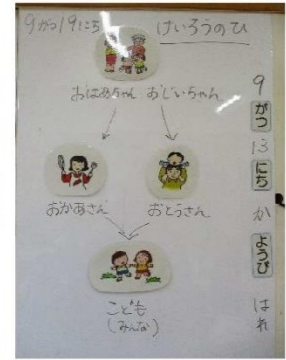 9がつ19にち けいろうのひ
おばあちゃん おじいちゃん
おかあさん おとうさん
こども
(みんな)
9
がつ
13
にち
か
ようび
はれ